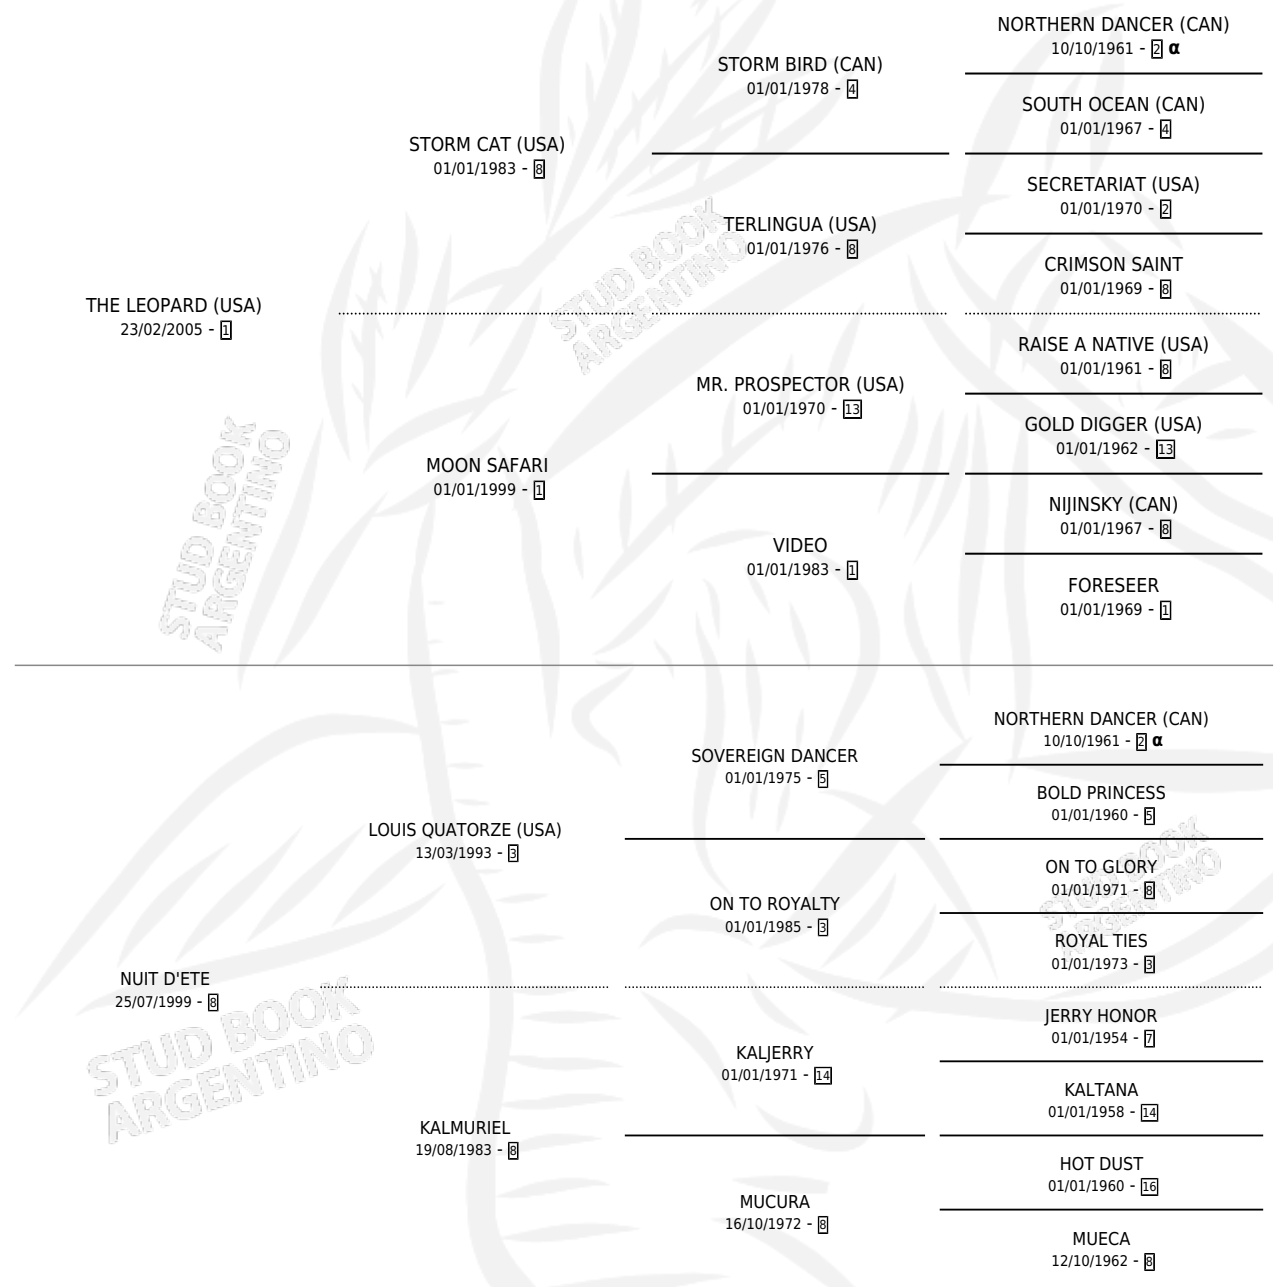 NORTHERN DANCER (CAN)
10/10/1961 - 2 α
STORM BIRD (CAN)
01/01/1978 - 4
SOUTH OCEAN (CAN)
01/01/1967 - 4
STORM CAT (USA)
01/01/1983 - 8
SECRETARIAT (USA)
01/01/1970 - 2
TERLINGUA (USA)
01/01/1976 - 8
CRIMSON SAINT
01/01/1969 - 8
THE LEOPARD (USA)
23/02/2005 - 1
STUD BOOK
ARGENTINO
RAISE A NATIVE (USA)
01/01/1961 - 8
MR. PROSPECTOR (USA)
01/01/1970 - 13
GOLD DIGGER (USA)
01/01/1962 - 13
MOON SAFARI
01/01/1999 - 1
NIJINSKY (CAN)
01/01/1967 - 8
VIDEO
01/01/1983 - 1
FORESEER
01/01/1969 - 1
STUD BOOK
ARGENTINO
NORTHERN DANCER (CAN)
10/10/1961 - 2 α
SOVEREIGN DANCER
01/01/1975 - 5
BOLD PRINCESS
01/01/1960 - 5
LOUIS QUATORZE (USA)
13/03/1993 - 3
ON TO GLORY
01/01/1971 - 8
STUD BOOK
ARGENTINO
ON TO ROYALTY
01/01/1985 - 3
ROYAL TIES
01/01/1973 - 3
NUIT D'ETE
25/07/1999 - 8
STUD BOOK
ARGENTINO
JERRY HONOR
01/01/1954 - 7
KALJERRY
01/01/1971 - 14
KALTANA
01/01/1958 - 14
KALMURIEL
19/08/1983 - 8
HOT DUST
01/01/1960 - 16
MUCURA
16/10/1972 - 8
MUECA
12/10/1962 - 8